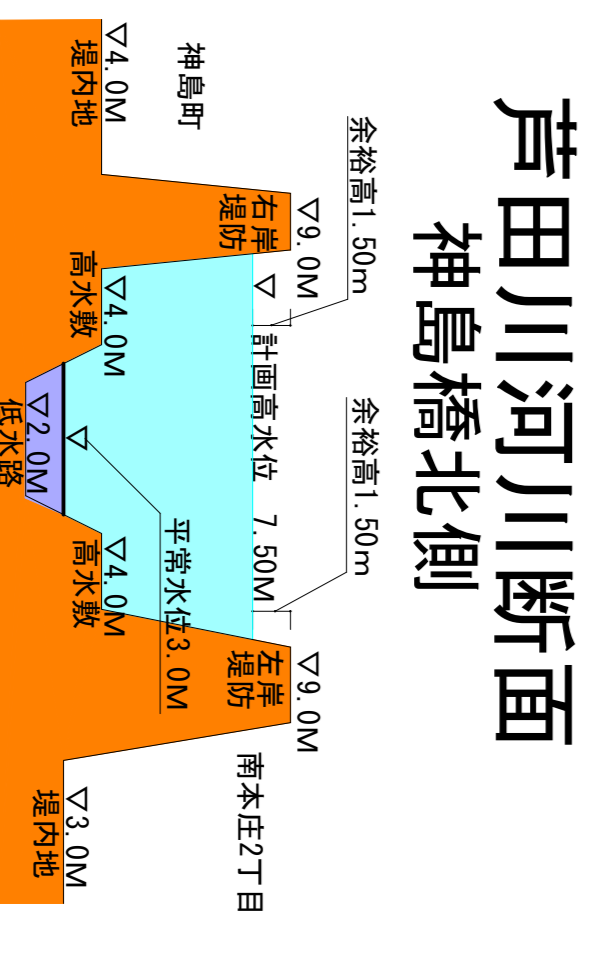 芦田川河川断面
神島橋北側
余裕高1.50m
余裕高1.50m
神島町
▽9.0M
▽9.0M
南本庄2丁目
右岸
堤防
▽
計画高水位 7.50M
左岸
堤防
▽4.0M
堤内地
▽4.0M
高水敷
▽
平常水位3.0M
▽4.0M
高水敷
▽3.0M
堤内地
▽2.0M
低水路